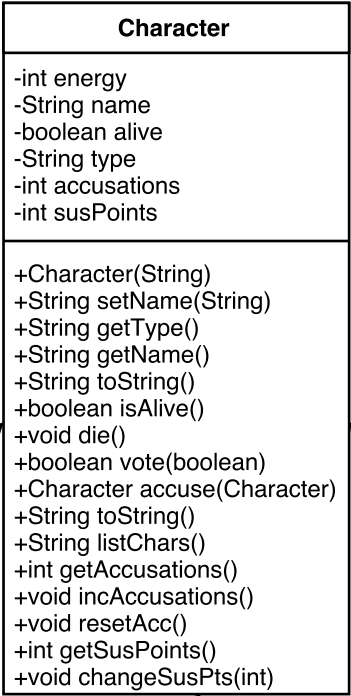 Character
-int energy
-String name
-boolean alive
-String type
-int accusations
-int susPoints
+Character(String)
+String setName(String)
+String getType()
+String getName()
+String toString()
+boolean isAlive()
+void die()
+boolean vote(boolean)
+Character accuse(Character)
+String toString()
+String listChars()
+int getAccusations()
+void incAccusations()
+void resetAcc()
+int getSusPoints()
+void changeSusPts(int)